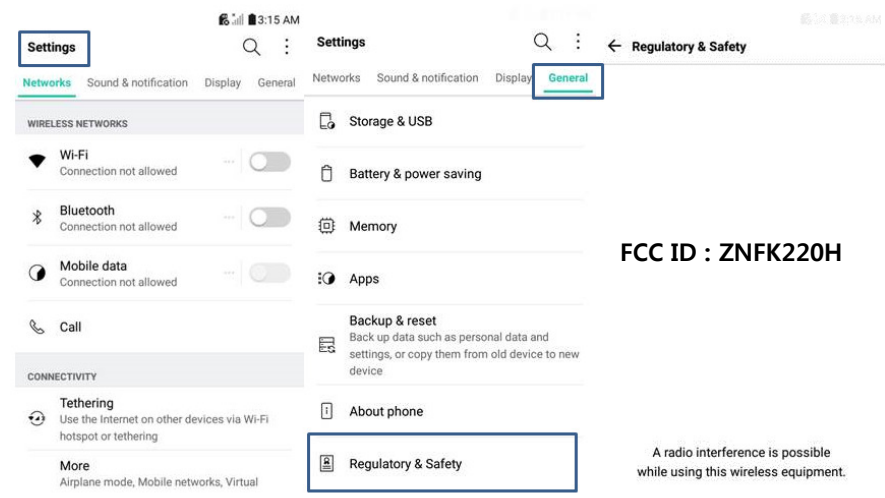 3:15 AM
Settings
Networks Sound & notification Display General
WIRELESS NETWORKS
Wi-Fi
Connection not allowed
Bluetooth
Connection not allowed
Mobile data
Connection not allowed
Call
CONNECTIVITY
Tethering
Use the Internet on other devices via Wi-Fi
hotspot or tethering
More
Airplane mode, Mobile networks, Virtual
Settings
Networks Sound & notification Display General
Storage & USB
Battery & power saving
Memory
Apps
Backup & reset
Back up data such as personal data and
settings, or copy them from old device to new
device
About phone
Regulatory & Safety
3:15 AM
Regulatory & Safety
FCC ID : ZNFK220H
A radio interference is possible
while using this wireless equipment.